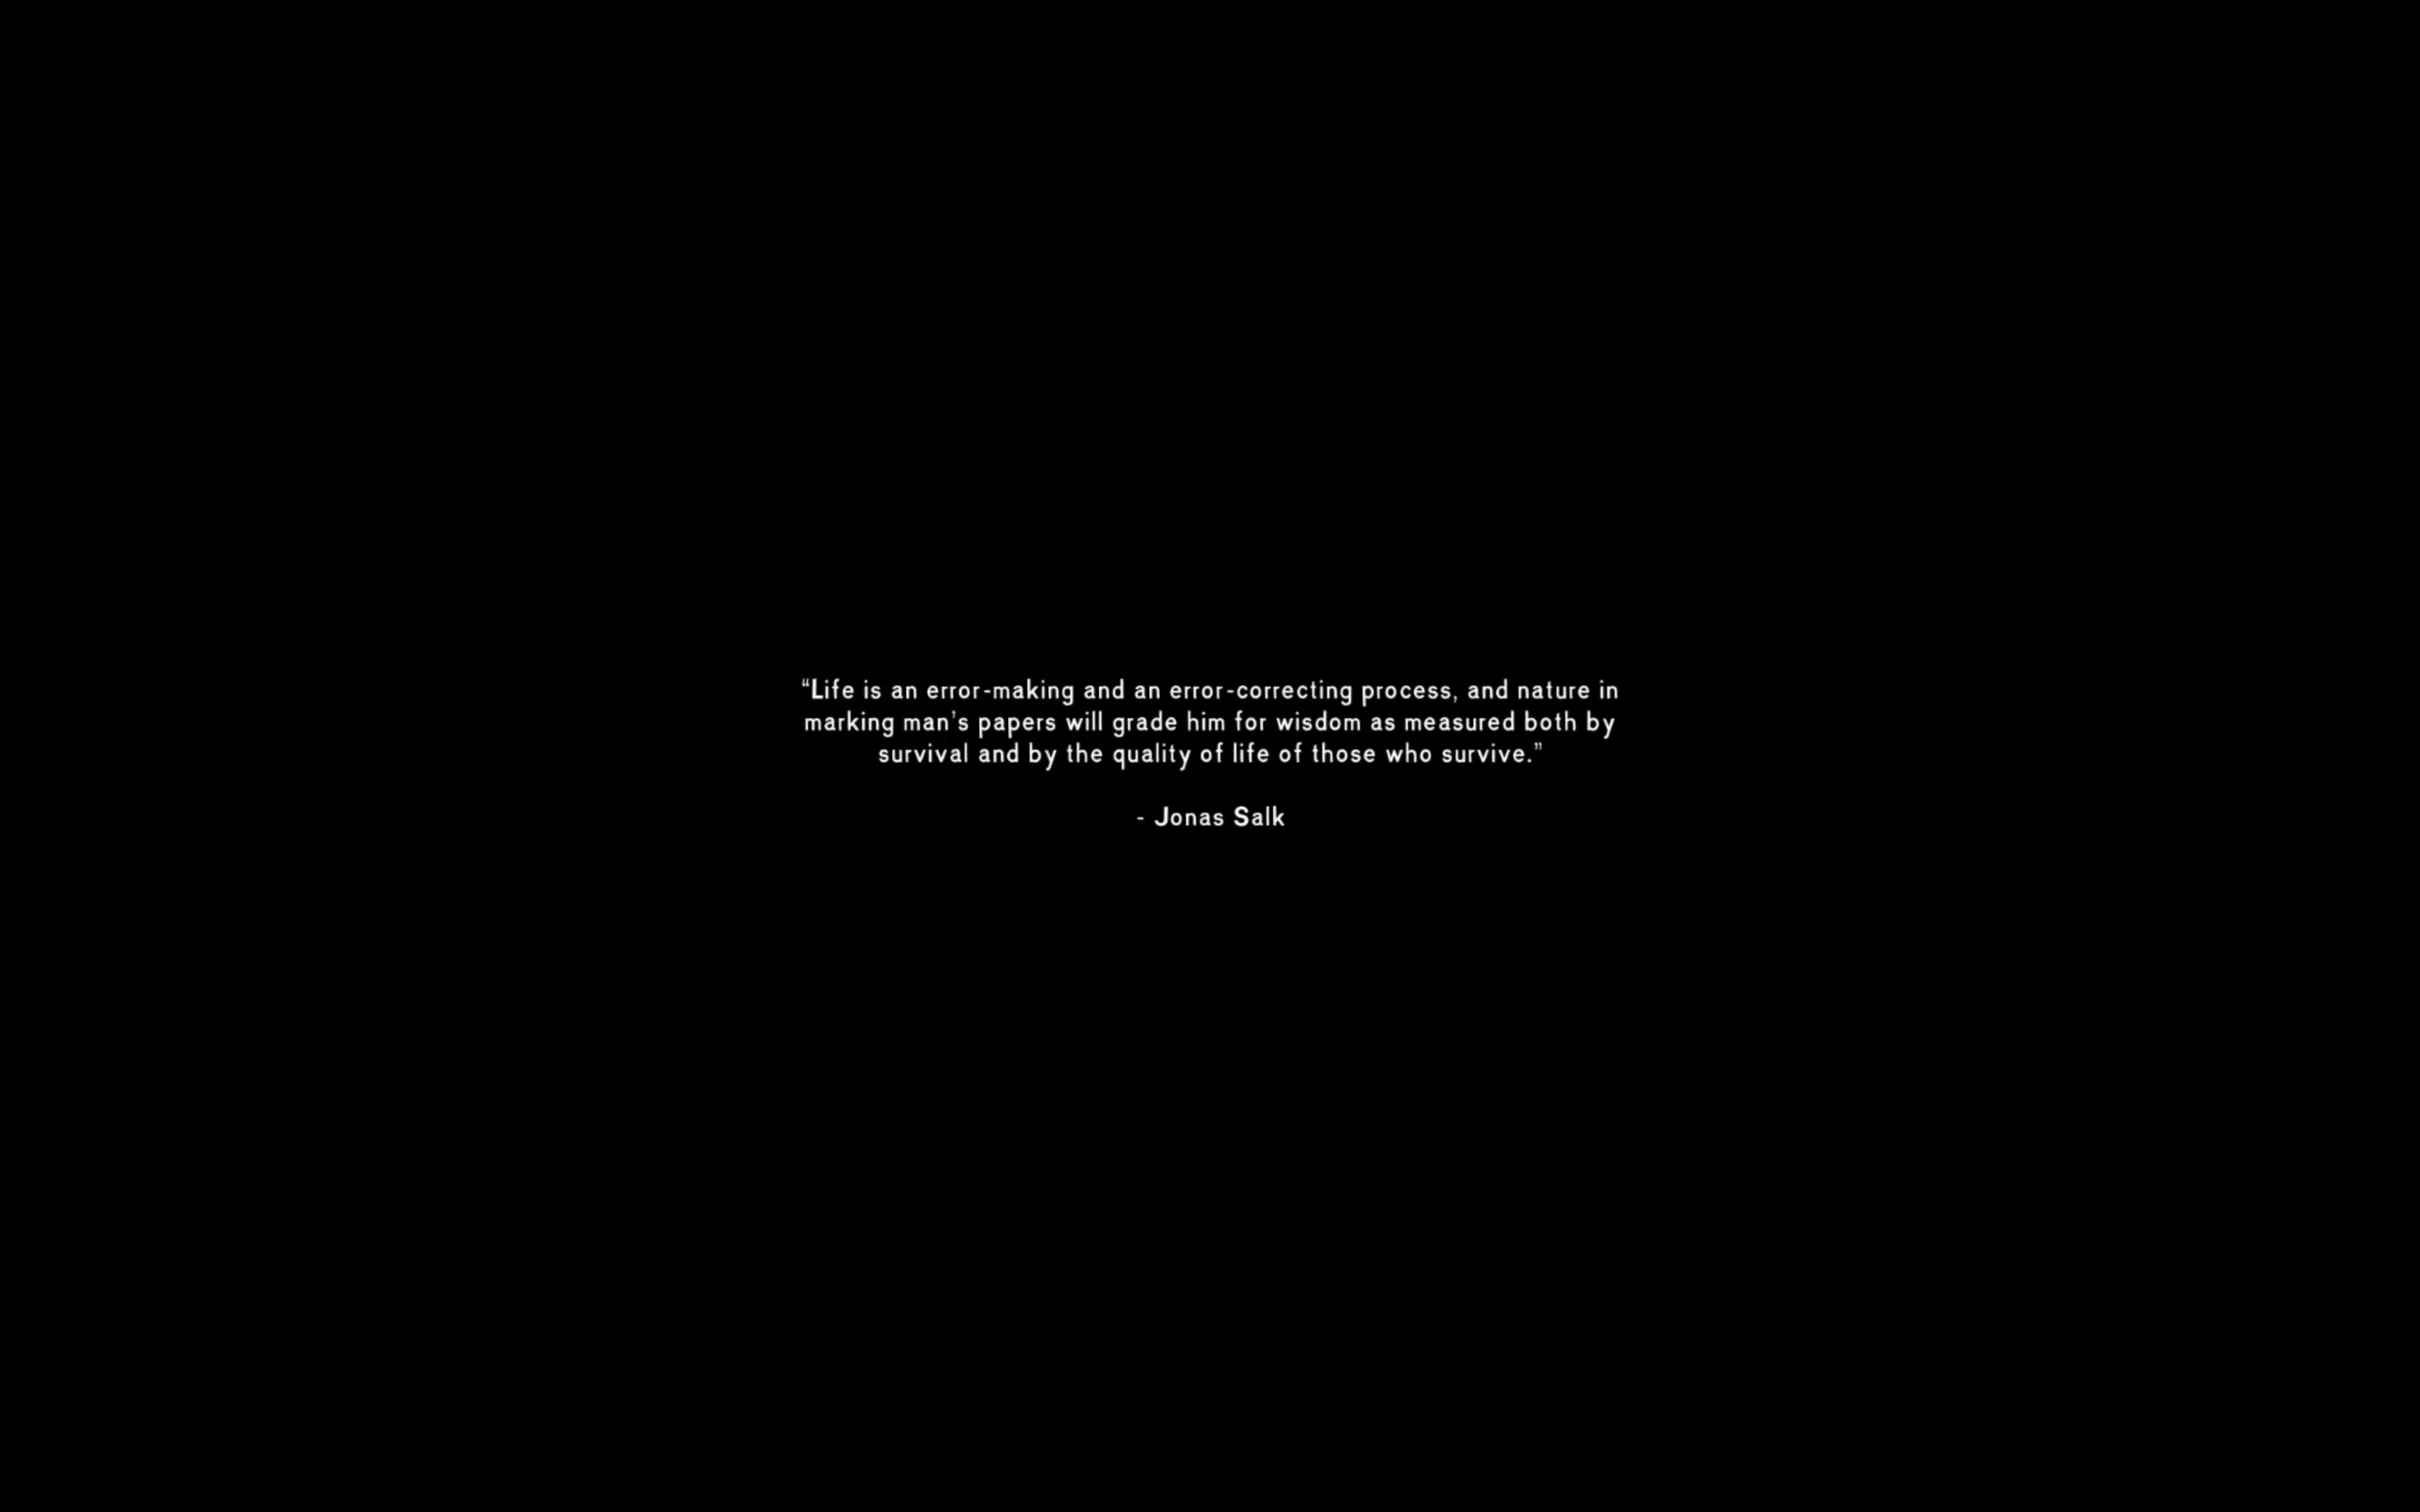 “Life is an error-making and an error-correcting process, and nature in
marking man’s papers will grade him for wisdom as measured both by
survival and by the quality of life of those who survive.”
- Jonas Salk